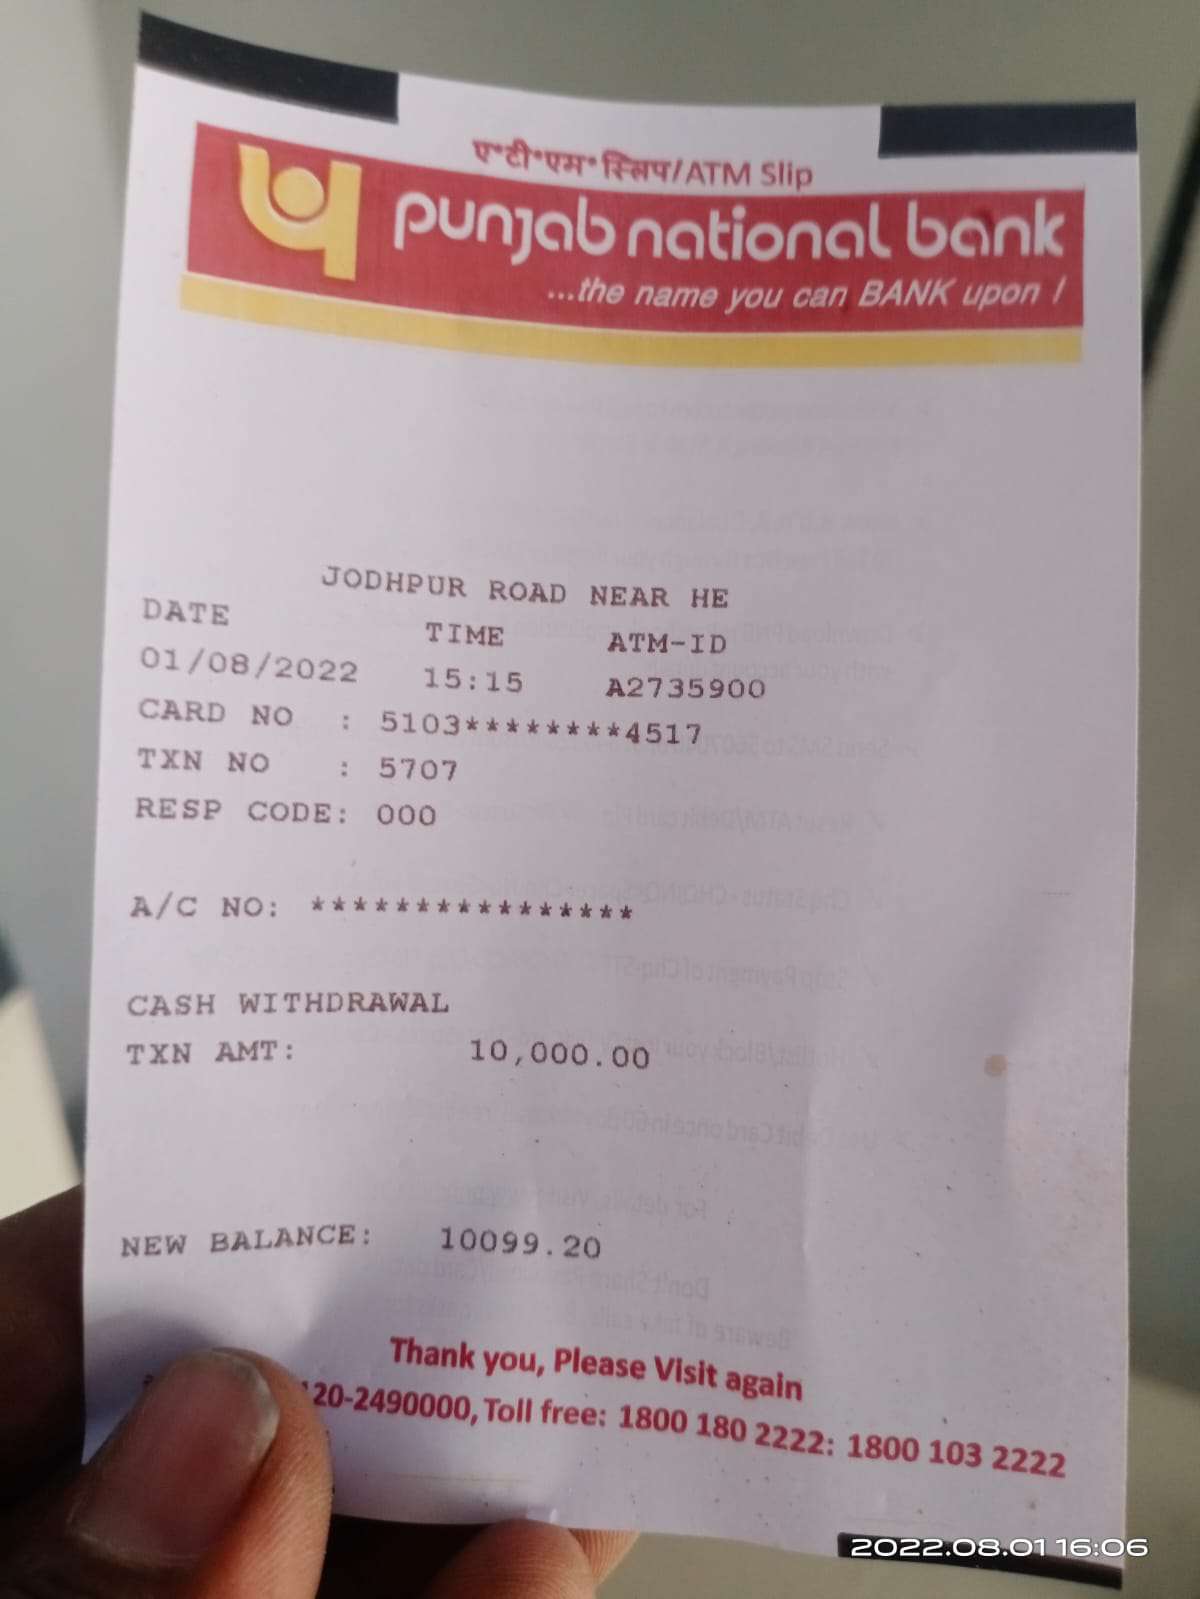 ए•टी•एम• स्लिप/ATM Slip
punjab national bank
...the name you can BANK upon !
JODHPUR ROAD NEAR HE
DATE TIME ATM-ID
01/08/2022 15:15 A2735900
CARD NO : 5103********4517
TXN NO : 5707
RESP CODE: 000
A/C NO: ****************
CASH WITHDRAWAL
TXN AMT: 10,000.00
NEW BALANCE: 10099.20
Thank you, Please Visit again
20-2490000, Toll free: 1800 180 2222: 1800 103 2222
2022.08.01 16:06